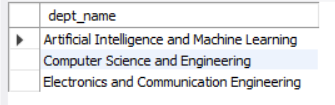 dept_name
Artificial Intelligence and Machine Learning
Computer Science and Engineering
Electronics and Communication Engineering